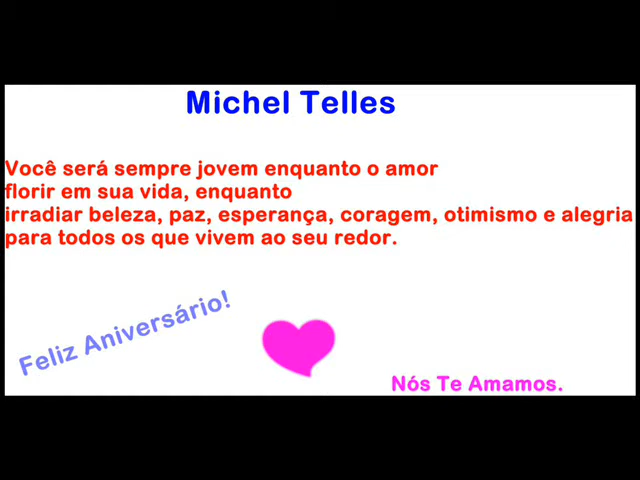 Michel Telles
Você será sempre jovem enquanto o amor
florir em sua vida, enquanto
irradiar beleza, paz, esperança, coragem, otimismo e alegria
para todos os que vivem ao seu redor.
Feliz Aniversário!
Nós Te Amamos.